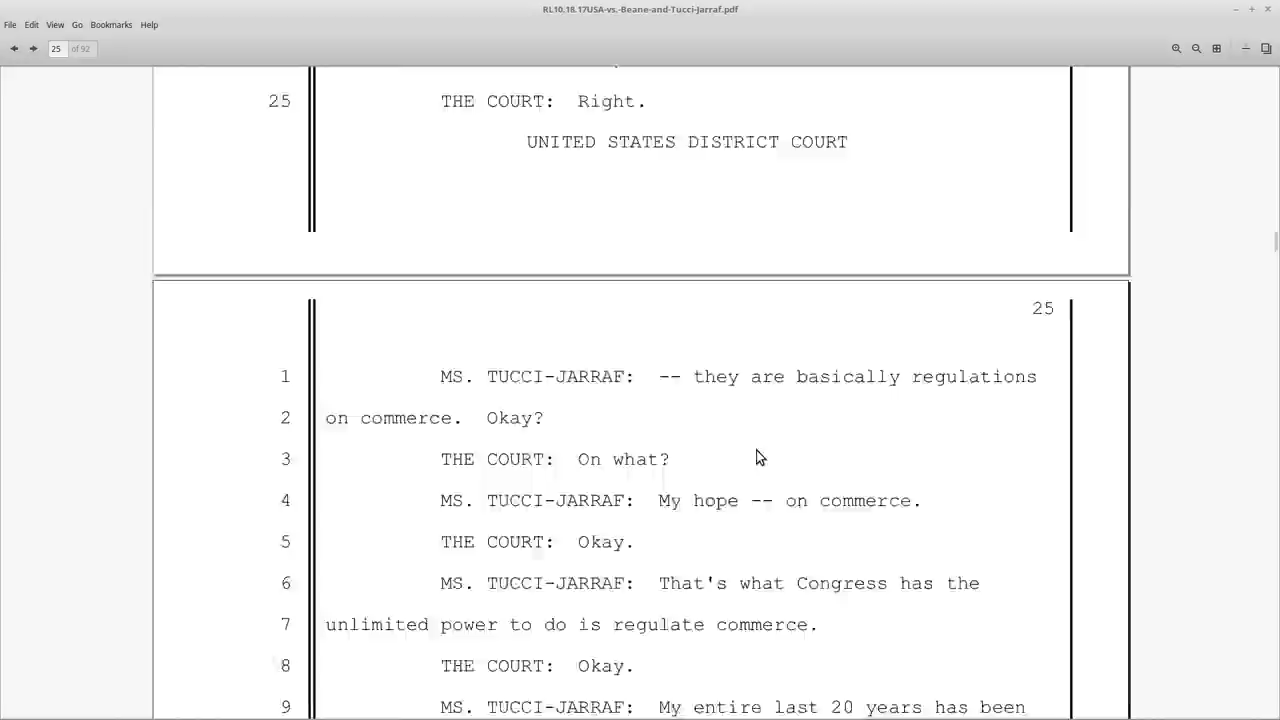 RL10.18.17USA-vs.-Beane-and-Tucci-Jarraf.pdf
File Edit View Go Bookmarks Help
25 of 92
25 THE COURT: Right.
UNITED STATES DISTRICT COURT
25
1 MS. TUCCI-JARRAF: -- they are basically regulations
2 on commerce. Okay?
3 THE COURT: On what?
4 MS. TUCCI-JARRAF: My hope -- on commerce.
5 THE COURT: Okay.
6 MS. TUCCI-JARRAF: That's what Congress has the
7 unlimited power to do is regulate commerce.
8 THE COURT: Okay.
9 MS. TUCCI-JARRAF: My entire last 20 years has been